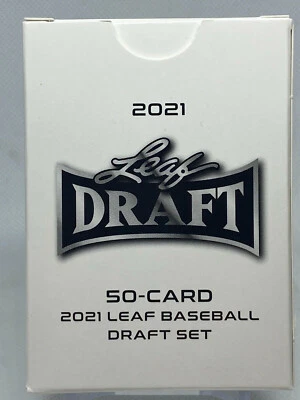 2021
Leaf
DRAFT
50-CARD
2021 LEAF BASEBALL
DRAFT SET